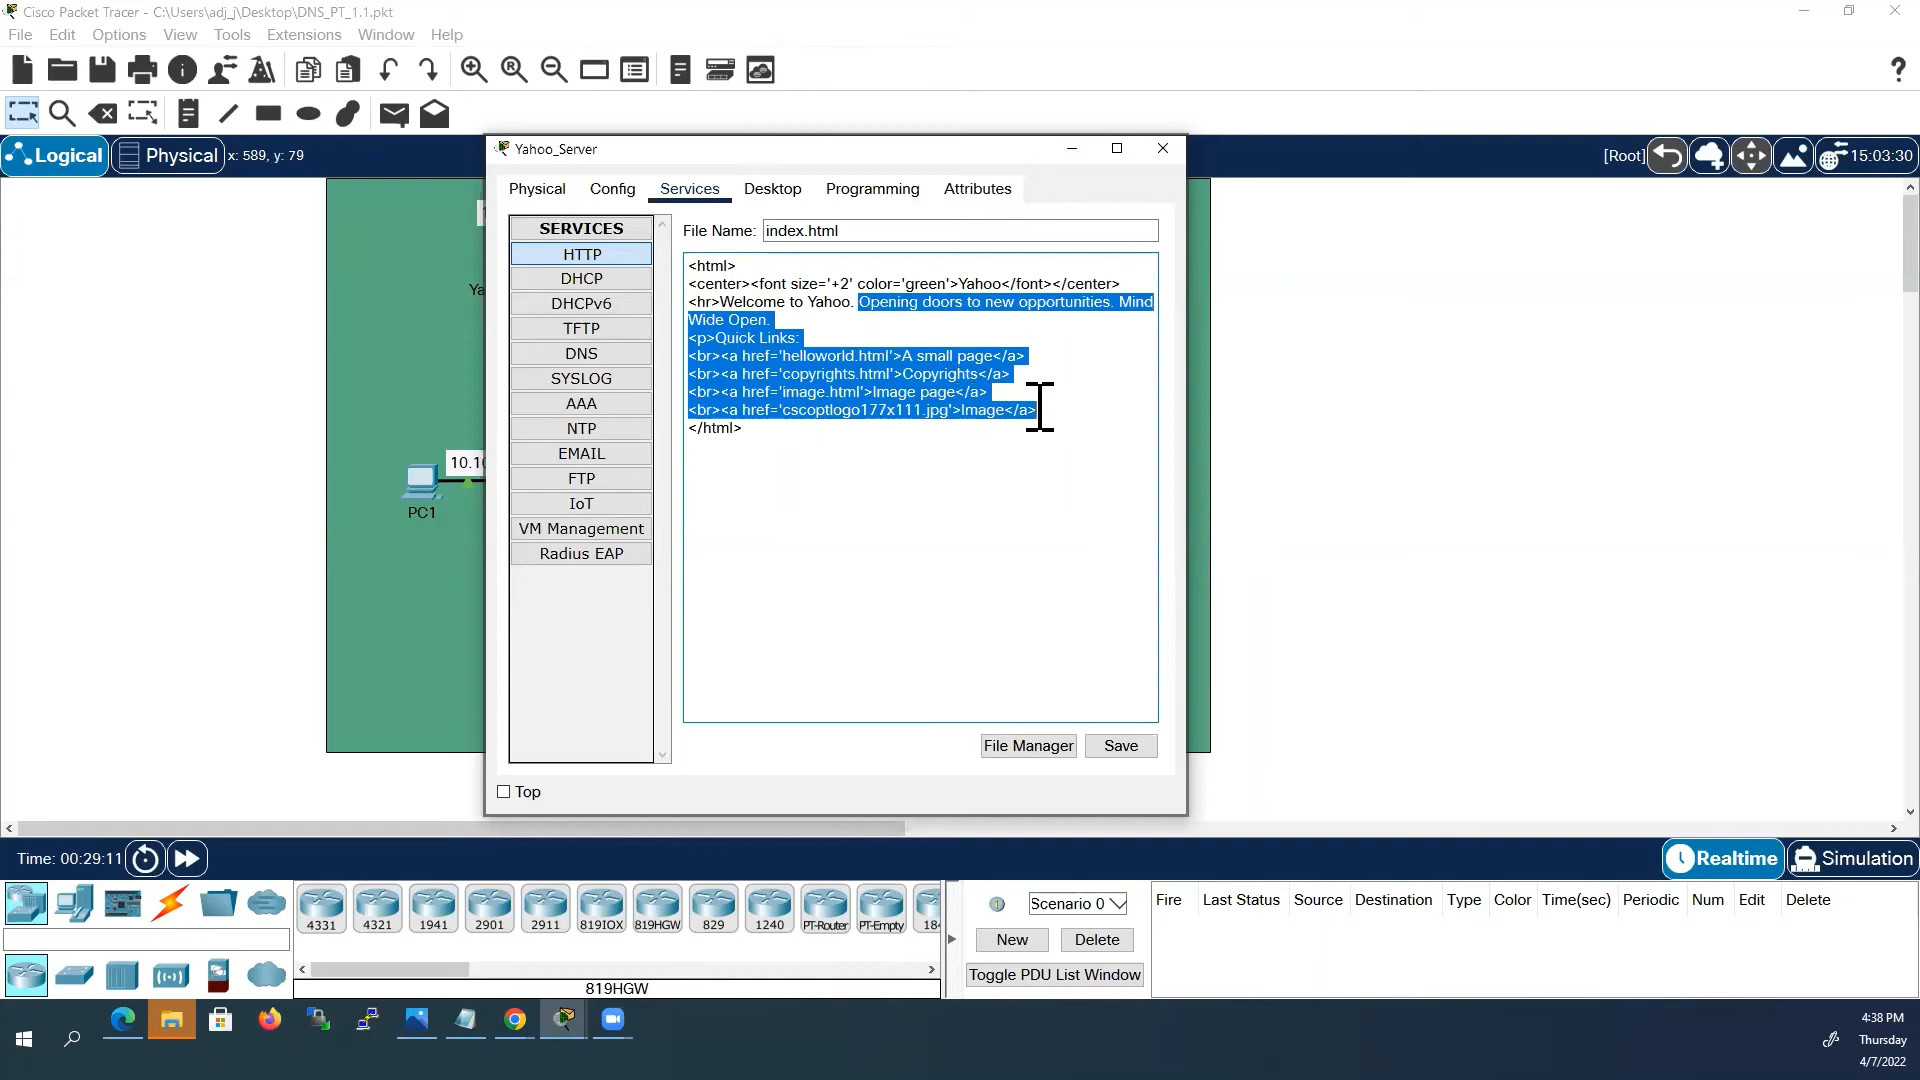 Cisco Packet Tracer - C:\Users\adj_j\Desktop\DNS_PT_1.1.pkt
File Edit Options View Tools Extensions Window Help
?
Logical Physical x: 589, y: 79
[Root] 15:03:30
Yahoo_Server
Physical Config Services Desktop Programming Attributes
SERVICES
HTTP
DHCP
DHCPv6
TFTP
DNS
SYSLOG
AAA
NTP
EMAIL
FTP
IoT
VM Management
Radius EAP
File Name: index.html
<html>
<center><font size='+2' color='green'>Yahoo</font></center>
<hr>Welcome to Yahoo. Opening doors to new opportunities. Mind
Wide Open.
<p>Quick Links:
<br><a href='helloworld.html'>A small page</a>
<br><a href='copyrights.html'>Copyrights</a>
<br><a href='image.html'>Image page</a>
<br><a href='cscoptlogo177x111.jpg'>Image</a>
</html>
File Manager Save
Top
Ya
10.10
PC1
Time: 00:29:11
Realtime Simulation
4331 4321 1941 2901 2911 819IOX 819HGW 829 1240 PT-Router PT-Empty 184
819HGW
Scenario 0
New Delete
Toggle PDU List Window
Fire Last Status Source Destination Type Color Time(sec) Periodic Num Edit Delete
4:38 PM
Thursday
4/7/2022